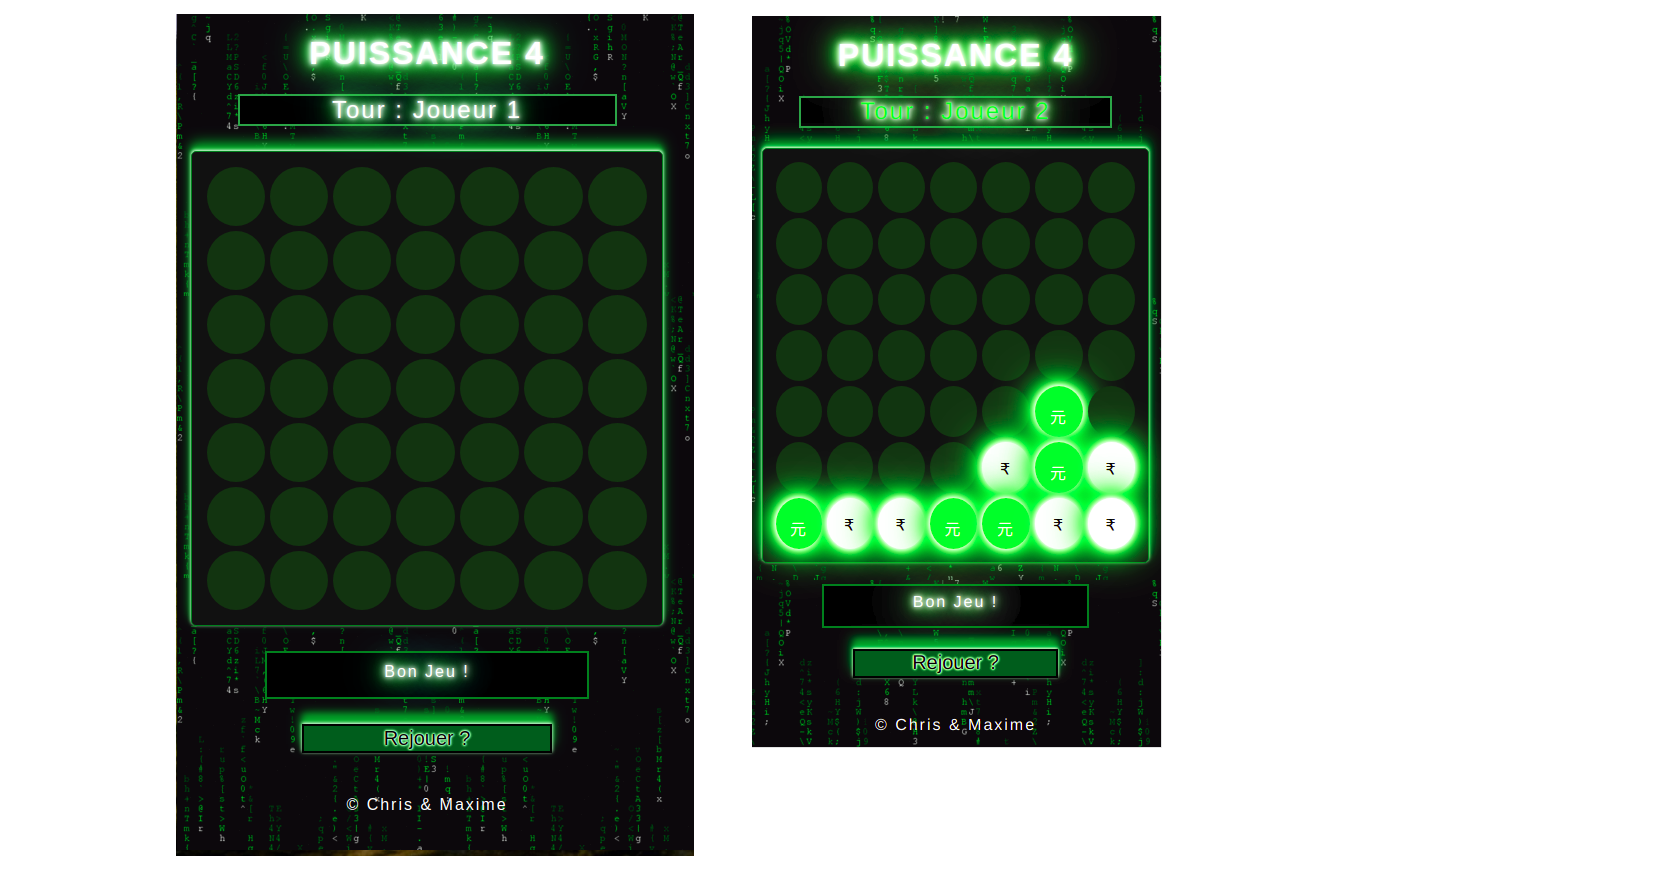 PUISSANCE 4
Tour : Joueur 1
Bon Jeu !
Rejouer ?
© Chris & Maxime
PUISSANCE 4
Tour : Joueur 2
元
₹ 元 ₹
元 ₹ ₹ 元 元 ₹ ₹
Bon Jeu !
Rejouer ?
© Chris & Maxime